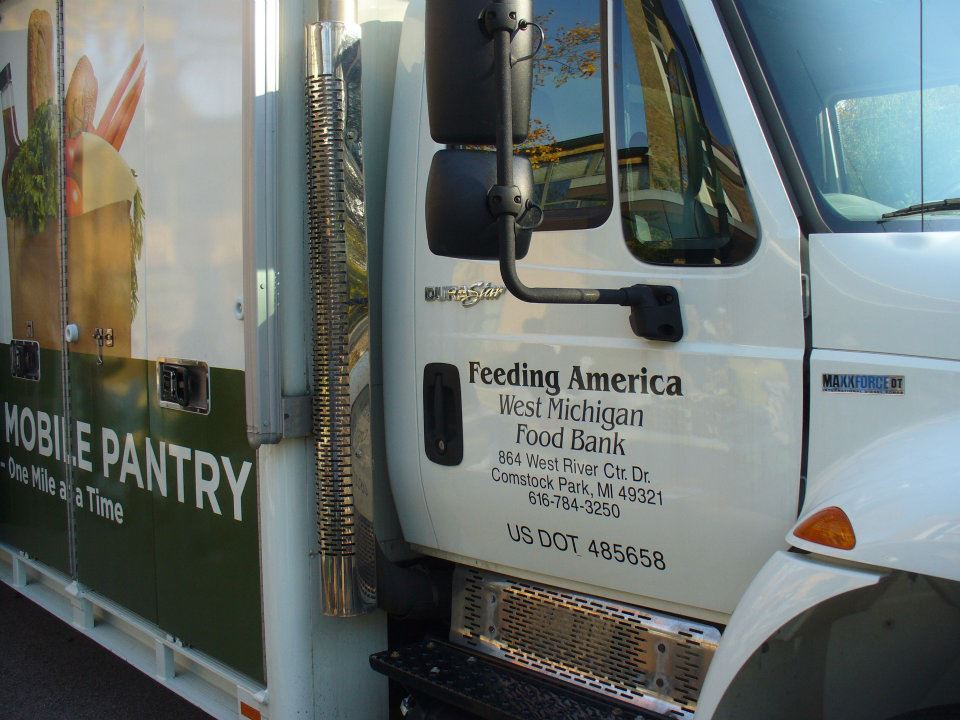 MOBILE PANTRY
- One Mile at a Time
DURAStar
Feeding America
West Michigan
Food Bank
864 West River Ctr. Dr.
Comstock Park, MI 49321
616-784-3250
US DOT 485658
MAXXFORCE DT